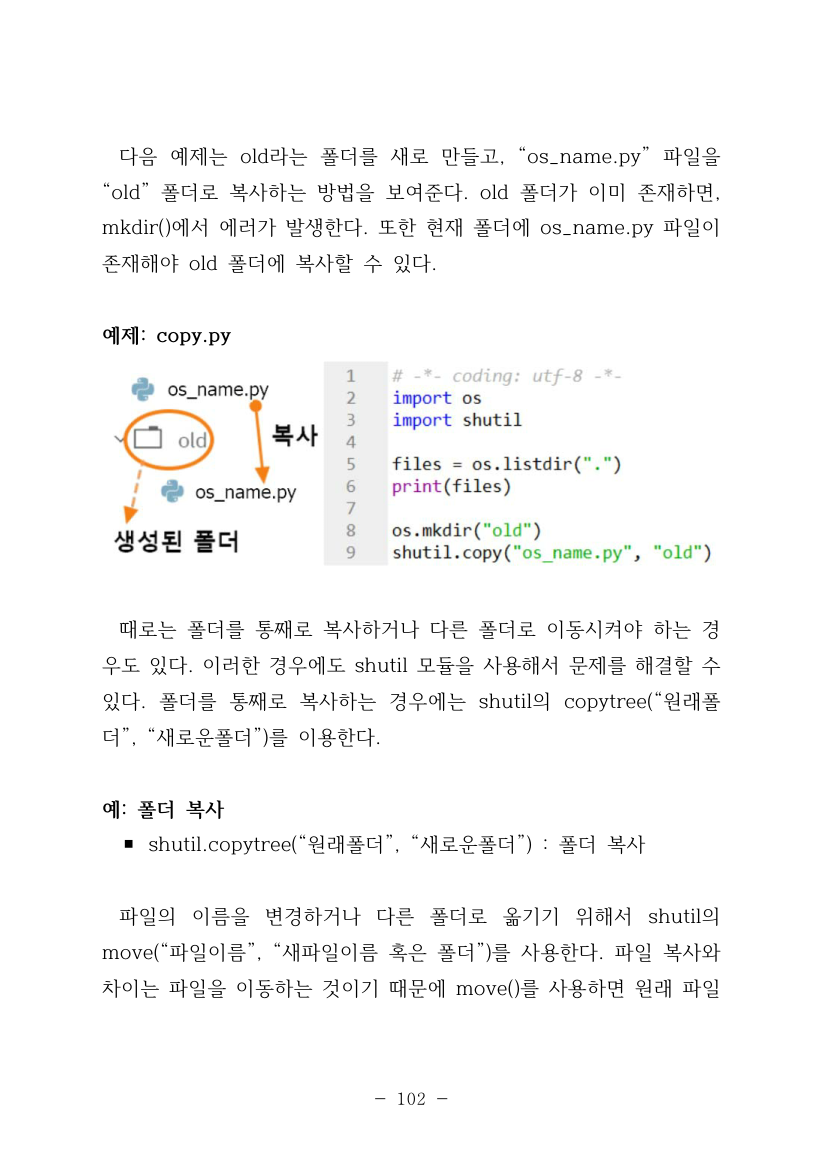 다음 예제는 old라는 폴더를 새로 만들고, “os_name.py” 파일을
“old” 폴더로 복사하는 방법을 보여준다. old 폴더가 이미 존재하면,
mkdir()에서 에러가 발생한다. 또한 현재 폴더에 os_name.py 파일이
존재해야 old 폴더에 복사할 수 있다.
예제: copy.py
os_name.py
old
복사
os_name.py
생성된 폴더
1 # -*- coding: utf-8 -*-
2 import os
3 import shutil
4
5 files = os.listdir(".")
6 print(files)
7
8 os.mkdir("old")
9 shutil.copy("os_name.py", "old")
때로는 폴더를 통째로 복사하거나 다른 폴더로 이동시켜야 하는 경
우도 있다. 이러한 경우에도 shutil 모듈을 사용해서 문제를 해결할 수
있다. 폴더를 통째로 복사하는 경우에는 shutil의 copytree(“원래폴
더”, “새로운폴더”)를 이용한다.
예: 폴더 복사
▪ shutil.copytree(“원래폴더”, “새로운폴더”) : 폴더 복사
파일의 이름을 변경하거나 다른 폴더로 옮기기 위해서 shutil의
move(“파일이름”, “새파일이름 혹은 폴더”)를 사용한다. 파일 복사와
차이는 파일을 이동하는 것이기 때문에 move()를 사용하면 원래 파일
- 102 -